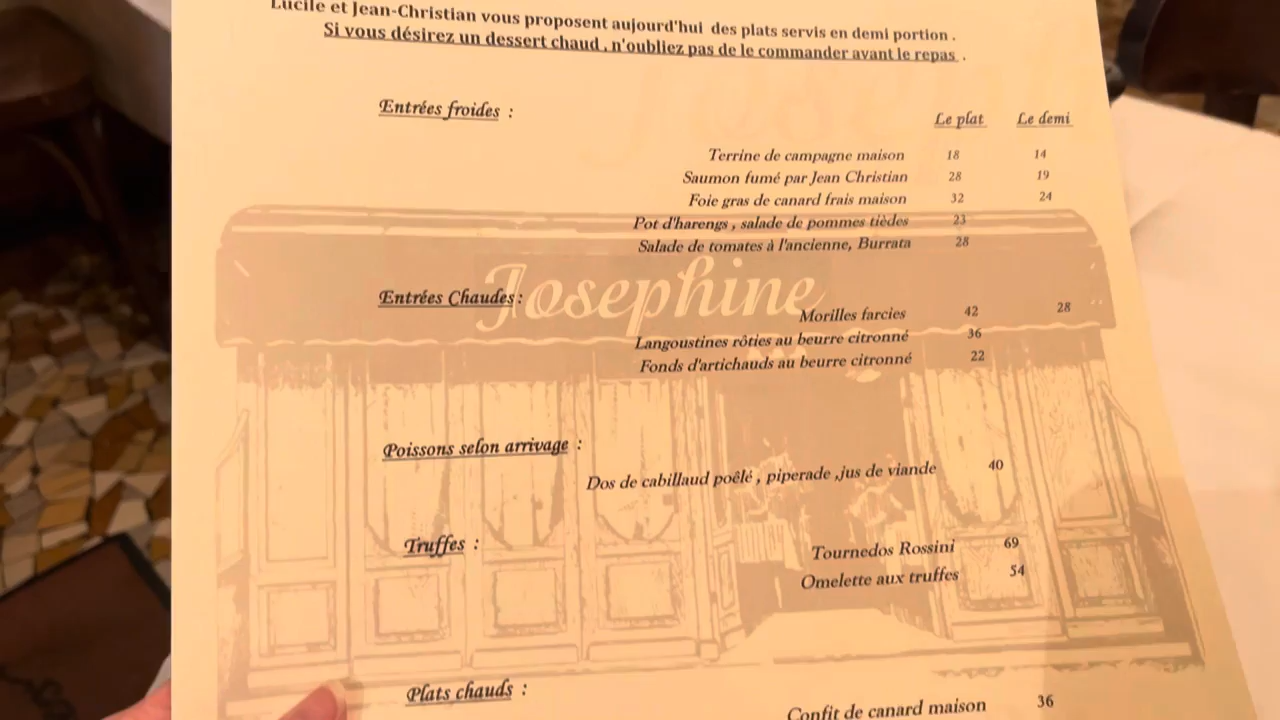 Lucile et Jean-Christian vous proposent aujourd'hui des plats servis en demi portion .
Si vous désirez un dessert chaud , n'oubliez pas de le commander avant le repas .
Entrées froides :
Le plat Le demi
Terrine de campagne maison 18 14
Saumon fumé par Jean Christian 28 19
Foie gras de canard frais maison 32 24
Pot d'harengs , salade de pommes tièdes 23
Salade de tomates à l'ancienne, Burrata 28
Josephine
Entrées Chaudes :
Morilles farcies 42 28
Langoustines rôties au beurre citronné 36
Fonds d'artichauds au beurre citronné 22
Poissons selon arrivage :
Dos de cabillaud poêlé , piperade ,jus de viande 40
Truffes :
Tournedos Rossini 69
Omelette aux truffes 54
Plats chauds :
Confit de canard maison 36